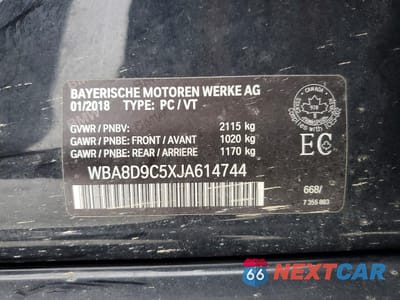 BAYERISCHE MOTOREN WERKE AG
01/2018 TYPE: PC/VT
GVWR / PNBV: 2115 kg
GAWR / PNBE: FRONT / AVANT 1020 kg
GAWR / PNBE: REAR / ARRIERE 1170 kg
WBA8D9C5XJA614744
CANADA
EC
668/
7 355 883
66 NEXTCAR